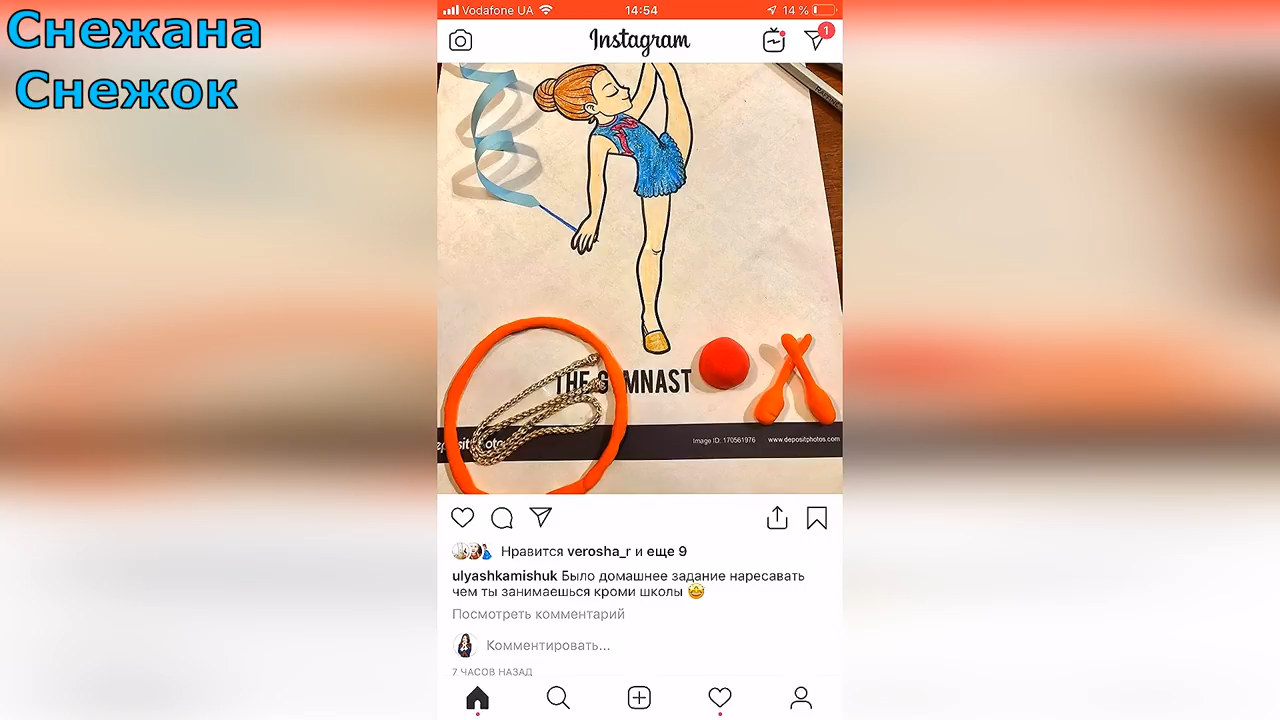 Снежана
Снежок
Vodafone UA
14:54
14 %
Instagram
1
THE G MNAST
Image ID: 170561976
www.depositphotos.com
Нравится verosha_r и еще 9
ulyashkamishuk Было домашнее задание наресавать
чем ты занимаешься кроми школы
Посмотреть комментарий
Комментировать...
7 ЧАСОВ НАЗАД